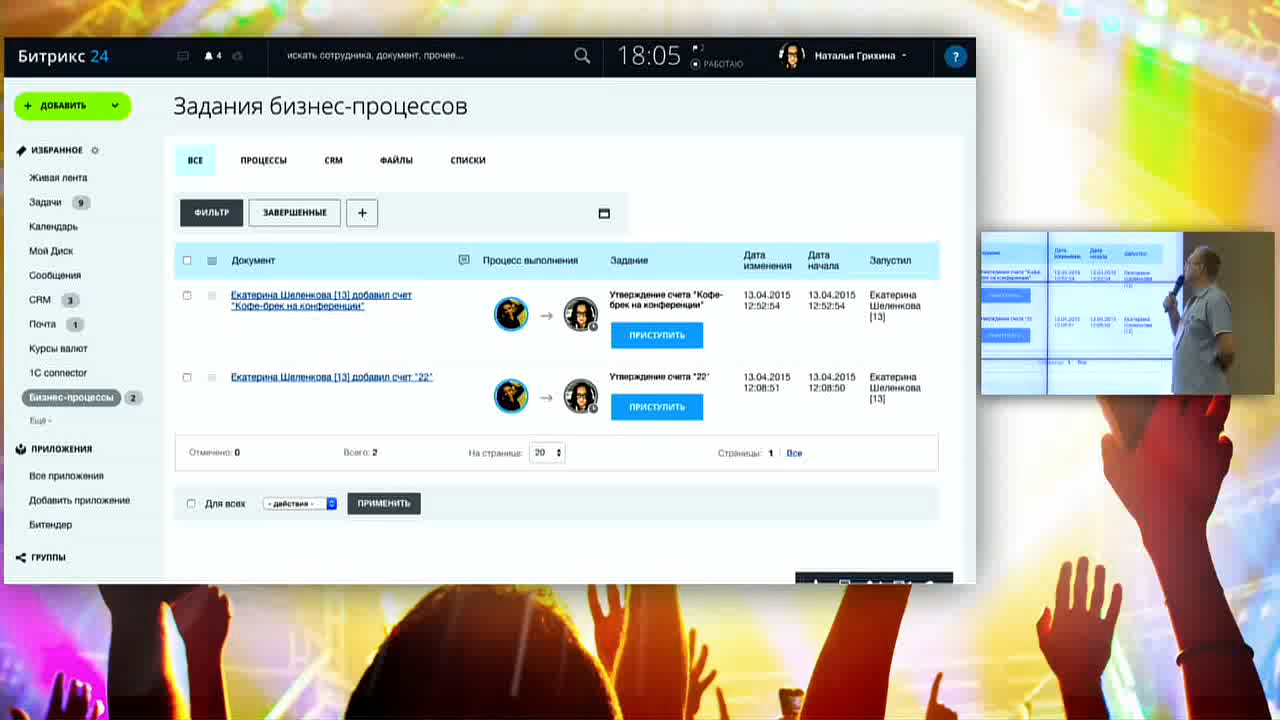 Битрикс 24
4
искать сотрудника, документ, прочее...
18:05
2
РАБОТАЮ
Наталья Грихина
?
+ ДОБАВИТЬ
Задания бизнес-процессов
ИЗБРАННОЕ
Живая лента
Задачи 9
Календарь
Мой Диск
Сообщения
CRM 3
Почта 1
Курсы валют
1С connector
Бизнес-процессы 2
Ещё
ПРИЛОЖЕНИЯ
Все приложения
Добавить приложение
Битендер
ГРУППЫ
ВСЕ ПРОЦЕССЫ CRM ФАЙЛЫ СПИСКИ
ФИЛЬТР ЗАВЕРШЕННЫЕ +
Документ Процесс выполнения Задание Дата изменения Дата начала Запустил
Екатерина Шеленкова [13] добавил счет
"Кофе-брек на конференции"
Утверждение счета "Кофе-
брек на конференции"
ПРИСТУПИТЬ
13.04.2015
12:52:54
13.04.2015
12:52:54
Екатерина
Шеленкова
[13]
Екатерина Шеленкова [13] добавил счет "22"
Утверждение счета "22"
ПРИСТУПИТЬ
13.04.2015
12:08:51
13.04.2015
12:08:50
Екатерина
Шеленкова
[13]
Отмечено: 0 Всего: 2 На странице: 20 Страницы: 1 | Все
Для всех - действия - ПРИМЕНИТЬ